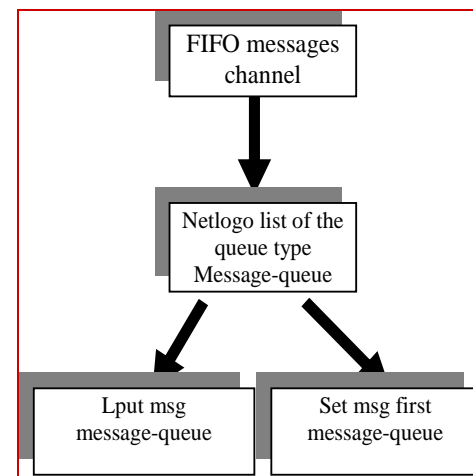 FIFO messages
channel
Netlogo list of the
queue type
Message-queue
Lput msg
message-queue
Set msg first
message-queue